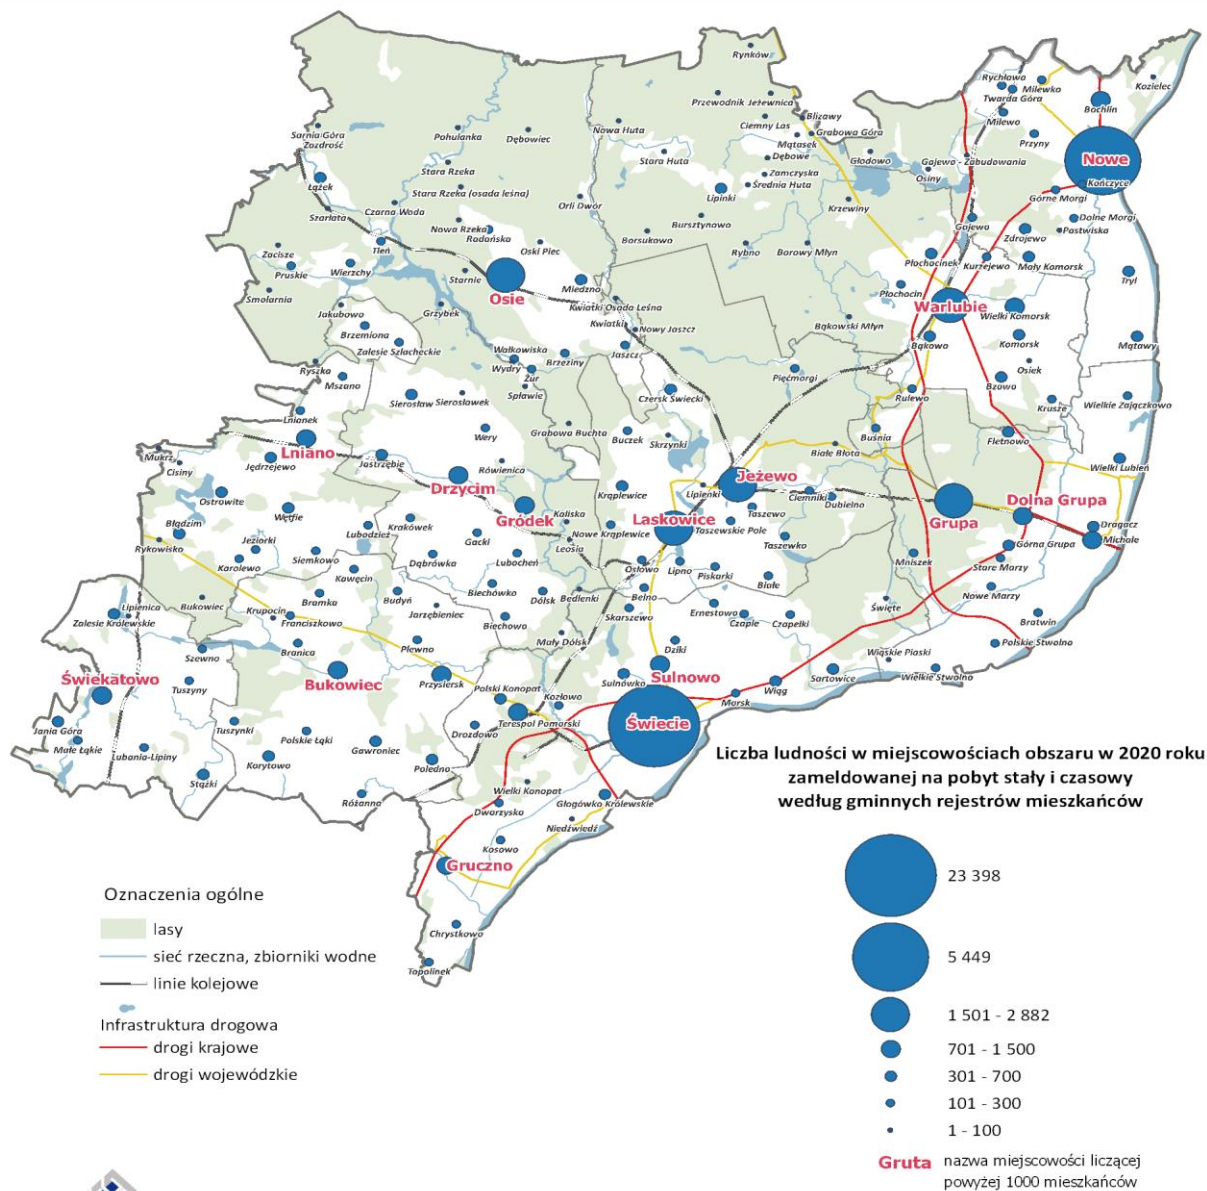 Rynków
Rychława
Milewko
Kozielec
Przewodnik
Jeżewnica
Twarda Góra
Bochlin
Blizawy
Milewo
Sarnia Góra
Zazdrość
Pohulanka
Dębowiec
Nowa Huta
Ciemny Las
Grabowa Góra
Mątasek
Przyny
Nowe
Stara Huta
Dębowe
Głodowo
Gajewo - Zabudowania
Stara Rzeka
Zamczyska
Osiny
Kończyce
Łążek
Stara Rzeka (osada leśna)
Średnia Huta
Lipinki
Górne Morgi
Orli Dwór
Krzewiny
Szarłata
Czarna Woda
Bursztynowo
Gajewo
Dolne Morgi
Nowa Rzeka
Radańska
Borsukowo
Zdrojewo
Pastwiska
Zacisze
Tleń
Oski Piec
Rybno
Borowy Młyn
Płochocinek
Kurzejewo
Mały Komorsk
Pruskie
Wierzchy
Starnie
Osie
Miedzno
Płochocin
Tryl
Smolarnia
Jakubowo
Grzybek
Kwiatki Osada Leśna
Warlubie
Wielki Komorsk
Brzemiona
Kwiatki
Nowy Jaszcz
Bąkowski Młyn
Bąkowo
Komorsk
Mątawy
Zalesie Szlacheckie
Wałkowiska
Brzeziny
Jaszcz
Ryszka
Wydry
Osiek
Mszano
Żur
Pięćmorgi
Bzowo
Spławie
Rulewo
Sierosław
Sierosławek
Czersk Świecki
Krusze
Wielkie Zajączkowo
Lnianek
Wery
Grabowa Buchta
Buczek
Skrzynki
Buśnia
Fletnowo
Lniano
Mukrz
Jędrzejewo
Jastrzębie
Rówienica
Białe Błota
Wielki Lubień
Cisiny
Drzycim
Jeżewo
Ostrowite
Krąplewice
Lipienki
Ciemniki
Dubielno
Dolna Grupa
Gródek
Taszewo
Grupa
Wętfie
Laskowice
Błądzim
Krakówek
Kaliska
Taszewskie Pole
Dragacz
Lubodzież
Gacki
Nowe Krąplewice
Taszewko
Michale
Rykowisko
Jeziorki
Leosia
Górna Grupa
Karolewo
Siemkowo
Dąbrówka
Lubocheń
Osłowo
Lipno
Piskarki
Mniszek
Stare Marzy
Kawęcin
Białe
Bukowiec
Budyń
Biechówko
Dólsk
Bedlenki
Belno
Nowe Marzy
Lipienica
Krupocin
Bramka
Jarzębieniec
Skarszewo
Ernestowo
Święte
Zalesie Królewskie
Franciszkowo
Biechowo
Czaple
Czapelki
Bratwin
Mały Dólsk
Branica
Plewno
Dziki
Polskie Stwolno
Szewno
Wiąskie Piaski
Świekatowo
Bukowiec
Przysiersk
Sulnówko
Sulnowo
Sartowice
Wielkie Stwolno
Tuszyny
Polski Konopat
Kozłowo
Wiąg
Morsk
Jania Góra
Tuszynki
Terespol Pomorski
Świecie
Małe Łąkie
Polskie Łąki
Drozdowo
Lubania-Lipiny
Gawroniec
Korytowo
Poledno
Stążki
Wielki Konopat
Różanna
Głogówko Królewskie
Dwarzyska
Niedźwiedź
Kosowo
Gruczno
Chrystkowo
Topolinek
Liczba ludności w miejscowościach obszaru w 2020 roku
zameldowanej na pobyt stały i czasowy
według gminnych rejestrów mieszkańców
23 398
5 449
1 501 - 2 882
701 - 1 500
301 - 700
101 - 300
1 - 100
Gruta nazwa miejscowości liczącej
powyżej 1000 mieszkańców
Oznaczenia ogólne
lasy
sieć rzeczna, zbiorniki wodne
linie kolejowe
Infrastruktura drogowa
drogi krajowe
drogi wojewódzkie